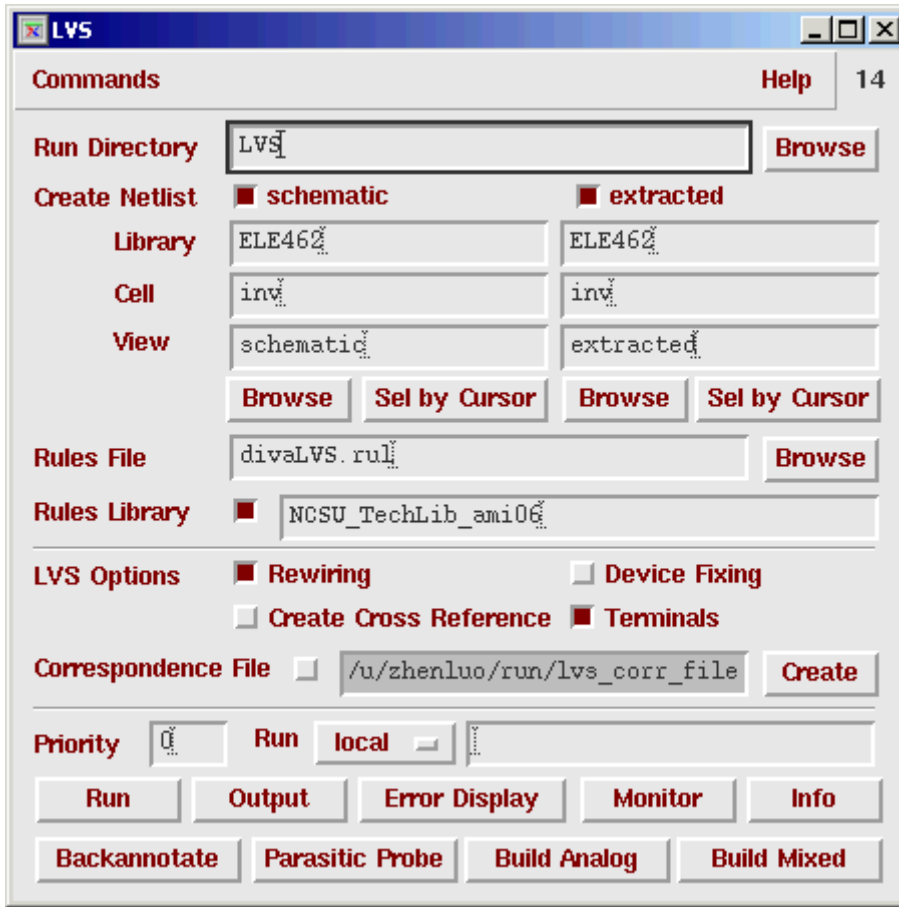 LVS
Commands Help 14
Run Directory LVS Browse
Create Netlist schematic extracted
Library ELE462 ELE462
Cell inv inv
View schematic extracted
Browse Sel by Cursor Browse Sel by Cursor
Rules File divaLVS.rul Browse
Rules Library NCSU_TechLib_ami06
LVS Options Rewiring Device Fixing
Create Cross Reference Terminals
Correspondence File /u/zhenluo/run/lvs_corr_file Create
Priority 0 Run local
Run Output Error Display Monitor Info
Backannotate Parasitic Probe Build Analog Build Mixed